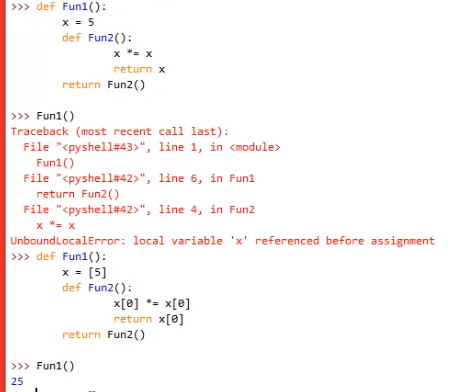 >>> def Fun1():
        x = 5
        def Fun2():
                x *= x
                return x
        return Fun2()

>>> Fun1()
Traceback (most recent call last):
  File "<pyshell#43>", line 1, in <module>
    Fun1()
  File "<pyshell#42>", line 6, in Fun1
    return Fun2()
  File "<pyshell#42>", line 4, in Fun2
    x *= x
UnboundLocalError: local variable 'x' referenced before assignment
>>> def Fun1():
        x = [5]
        def Fun2():
                x[0] *= x[0]
                return x[0]
        return Fun2()

>>> Fun1()
25